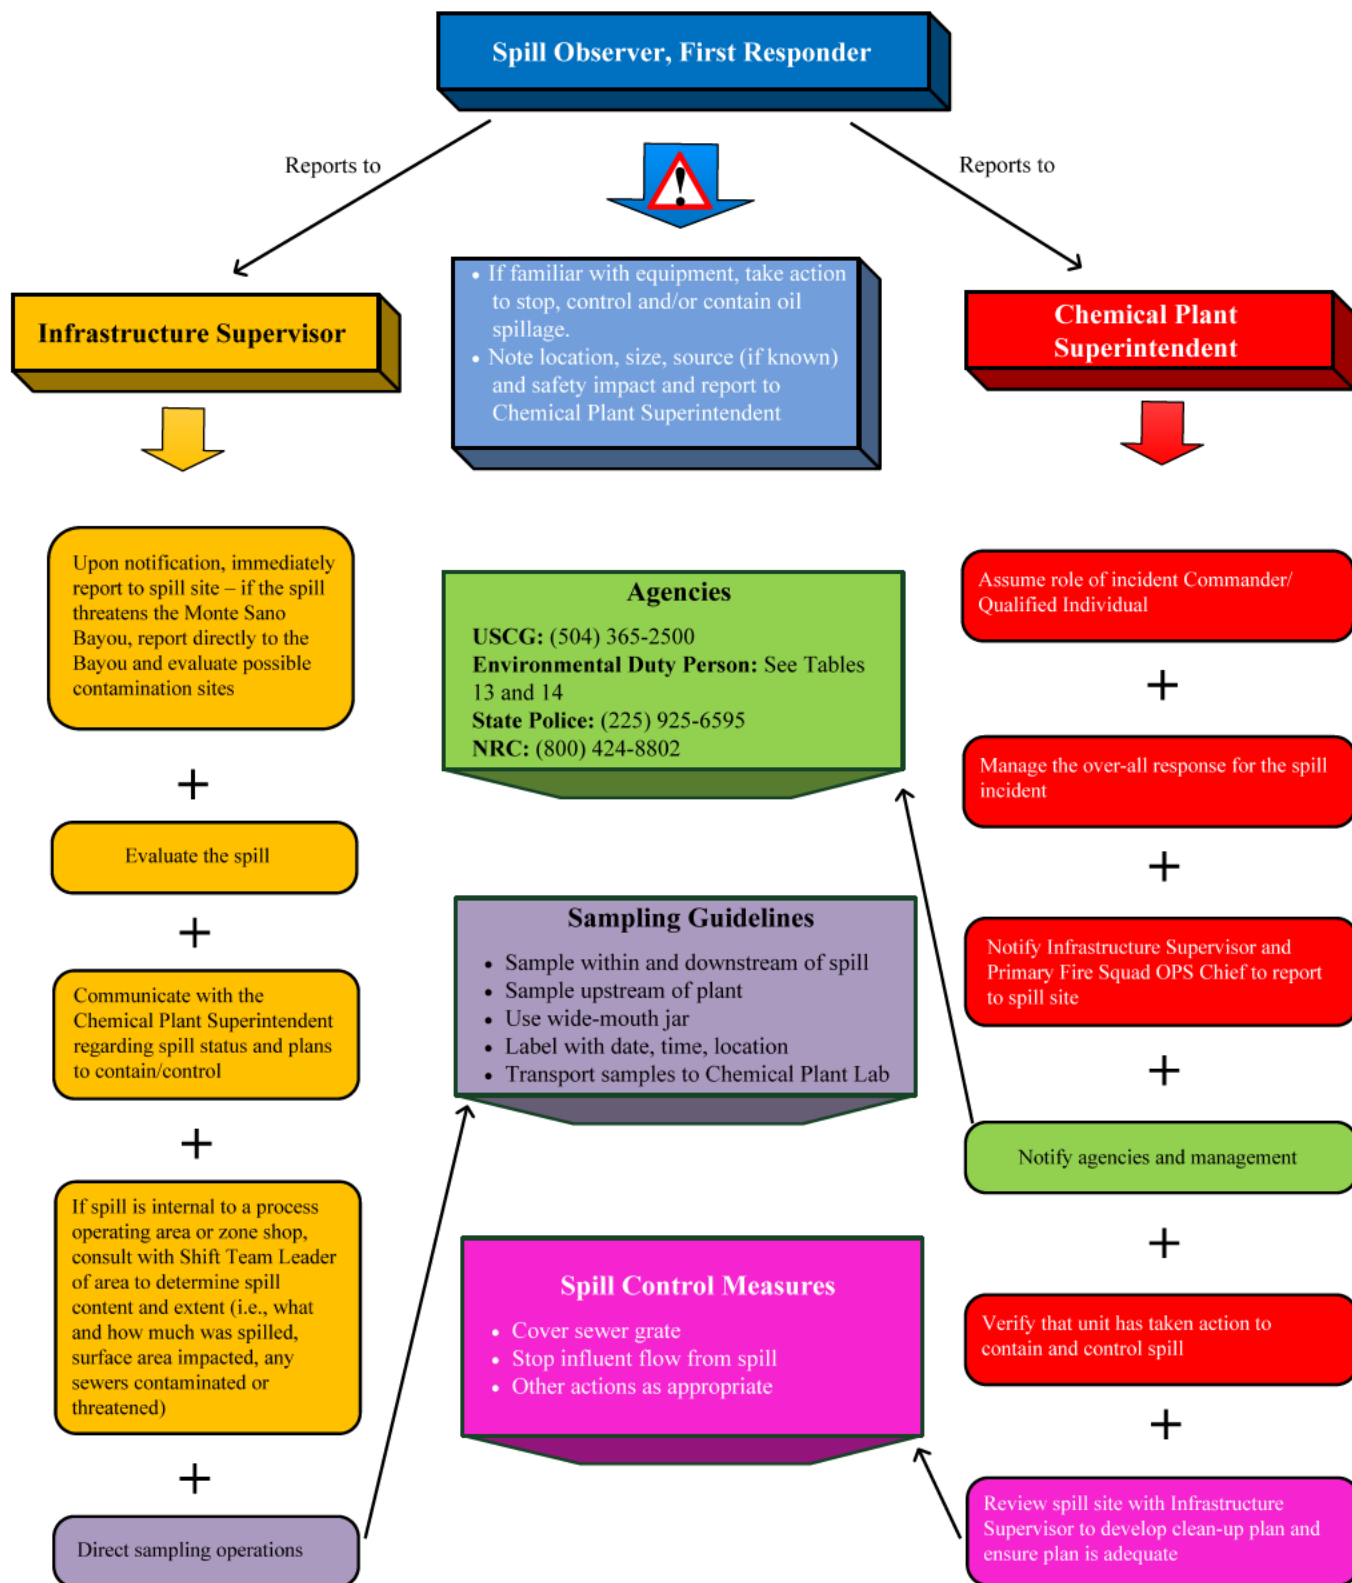 Spill Observer, First Responder
Reports to
Reports to
!
Infrastructure Supervisor
• If familiar with equipment, take action
to stop, control and/or contain oil
spillage.
• Note location, size, source (if known)
and safety impact and report to
Chemical Plant Superintendent
Chemical Plant
Superintendent
Upon notification, immediately
report to spill site – if the spill
threatens the Monte Sano
Bayou, report directly to the
Bayou and evaluate possible
contamination sites
+
Evaluate the spill
+
Communicate with the
Chemical Plant Superintendent
regarding spill status and plans
to contain/control
+
If spill is internal to a process
operating area or zone shop,
consult with Shift Team Leader
of area to determine spill
content and extent (i.e., what
and how much was spilled,
surface area impacted, any
sewers contaminated or
threatened)
+
Direct sampling operations
Agencies
USCG: (504) 365-2500
Environmental Duty Person: See Tables
13 and 14
State Police: (225) 925-6595
NRC: (800) 424-8802
Sampling Guidelines
• Sample within and downstream of spill
• Sample upstream of plant
• Use wide-mouth jar
• Label with date, time, location
• Transport samples to Chemical Plant Lab
Spill Control Measures
• Cover sewer grate
• Stop influent flow from spill
• Other actions as appropriate
Assume role of incident Commander/
Qualified Individual
+
Manage the over-all response for the spill
incident
+
Notify Infrastructure Supervisor and
Primary Fire Squad OPS Chief to report
to spill site
+
Notify agencies and management
+
Verify that unit has taken action to
contain and control spill
+
Review spill site with Infrastructure
Supervisor to develop clean-up plan and
ensure plan is adequate